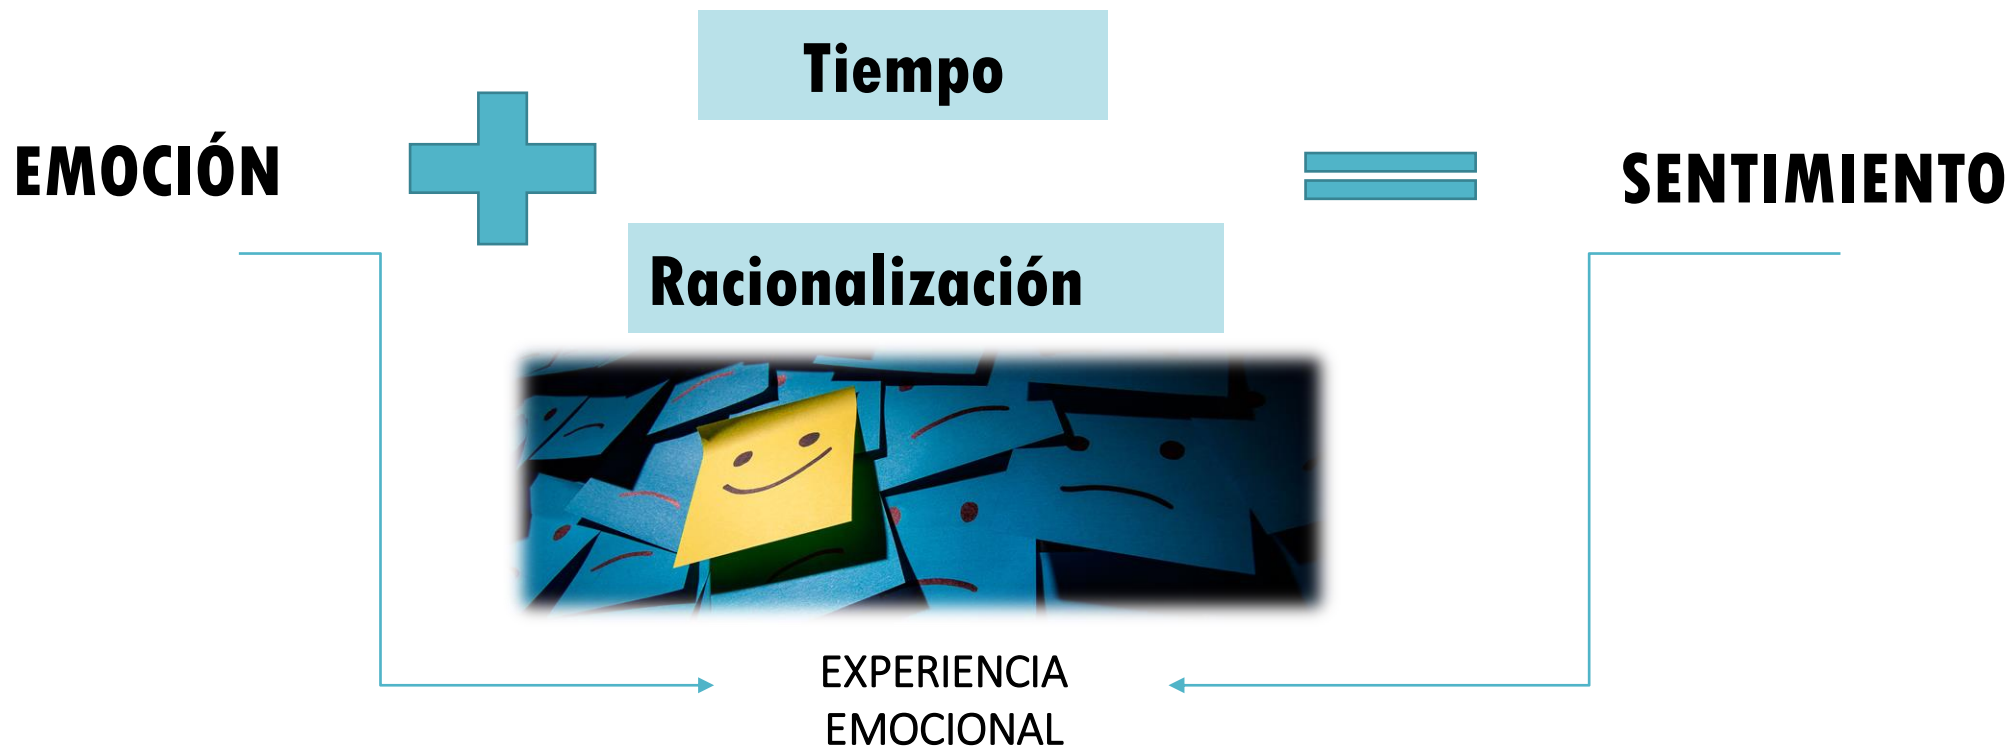 Tiempo
EMOCIÓN
SENTIMIENTO
Racionalización
EXPERIENCIA
EMOCIONAL